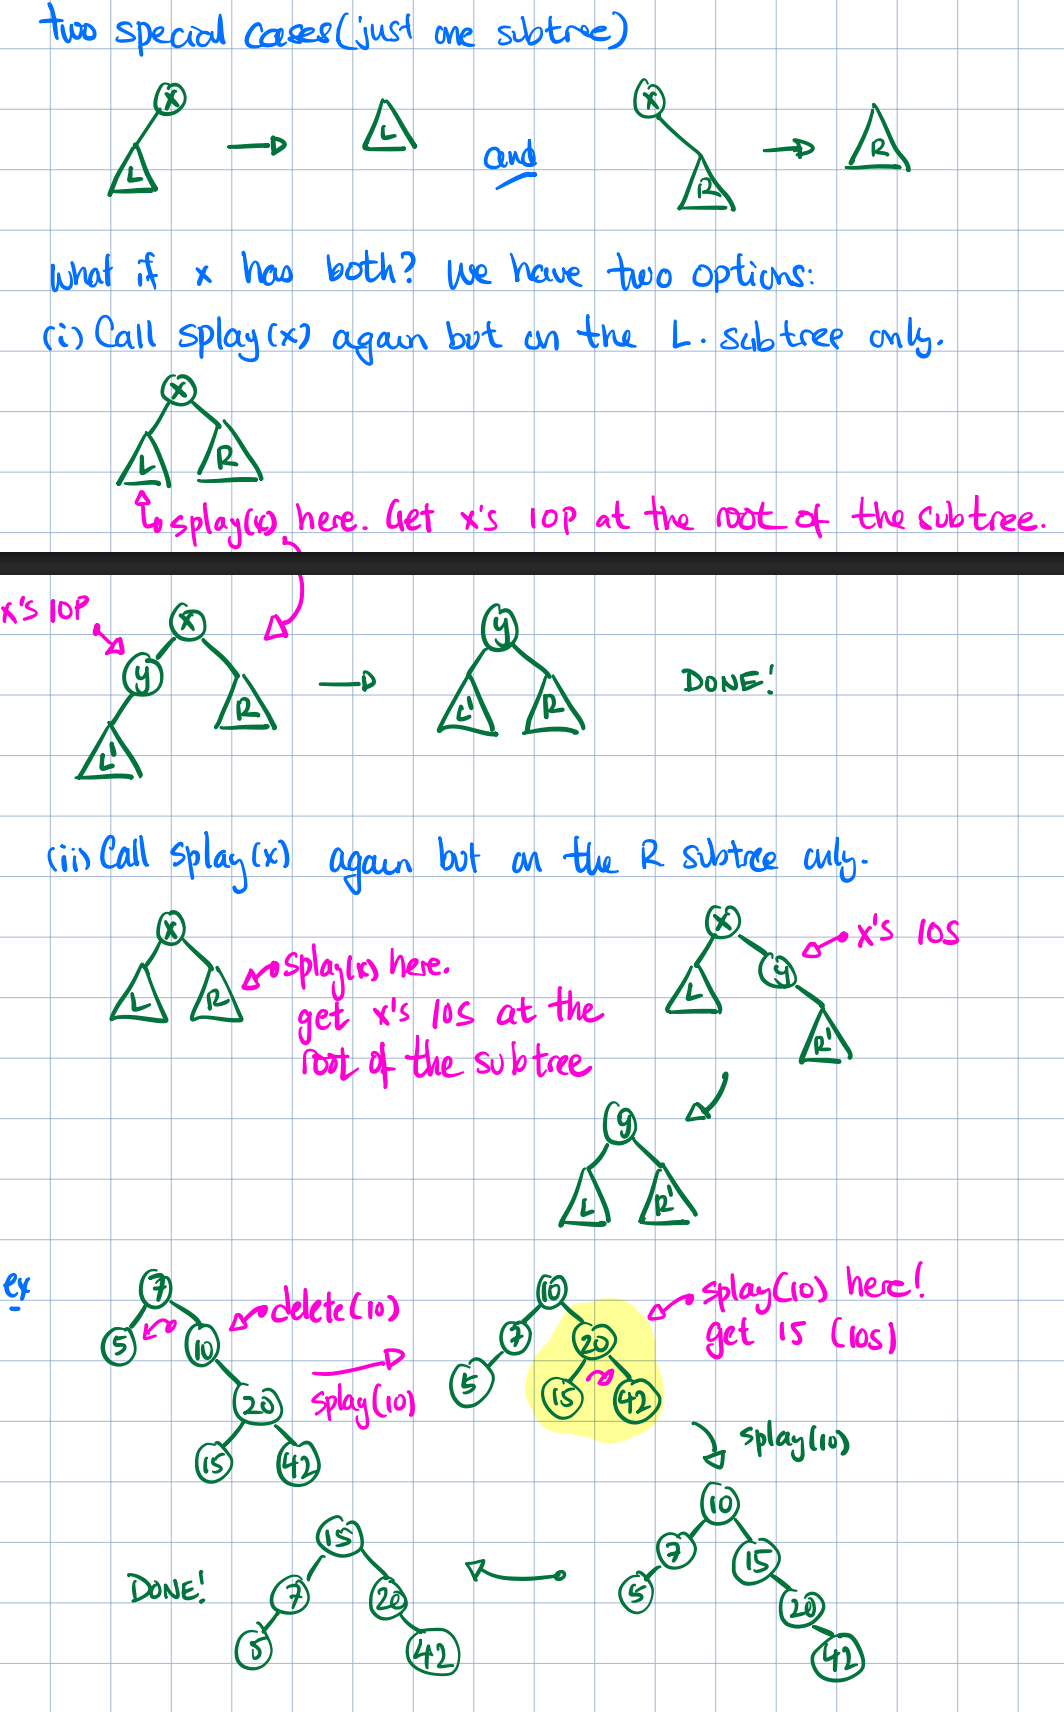 two special cases (just one subtree)
x x
L → L and R → R
what if x has both? we have two options:
(i) Call splay(x) again but on the L. subtree only.
x
L R
splay(x) here. Get x's IOP at the root of the subtree.
x's IOP x y
y R → L' R DONE!
L'
(ii) Call splay(x) again but on the R subtree only.
x x x's IOS
L R splay(x) here. L y
get x's IOS at the R'
root of the subtree
y
L R'
ex 7 delete(10) 10 splay(10) here!
5 10 7 20 get 15 (IOS)
20 splay(10) 5 15 42
15 42 splay(10)
15 10
DONE! 7 20 7 15
5 42 5 20
42